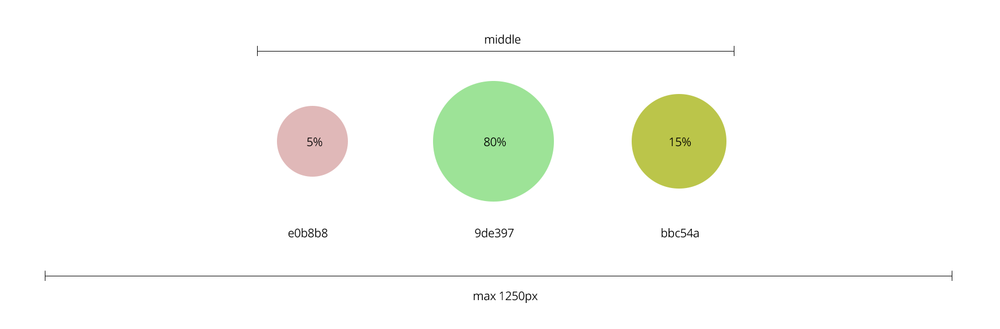 middle
5%
80%
15%
e0b8b8
9de397
bbc54a
max 1250px